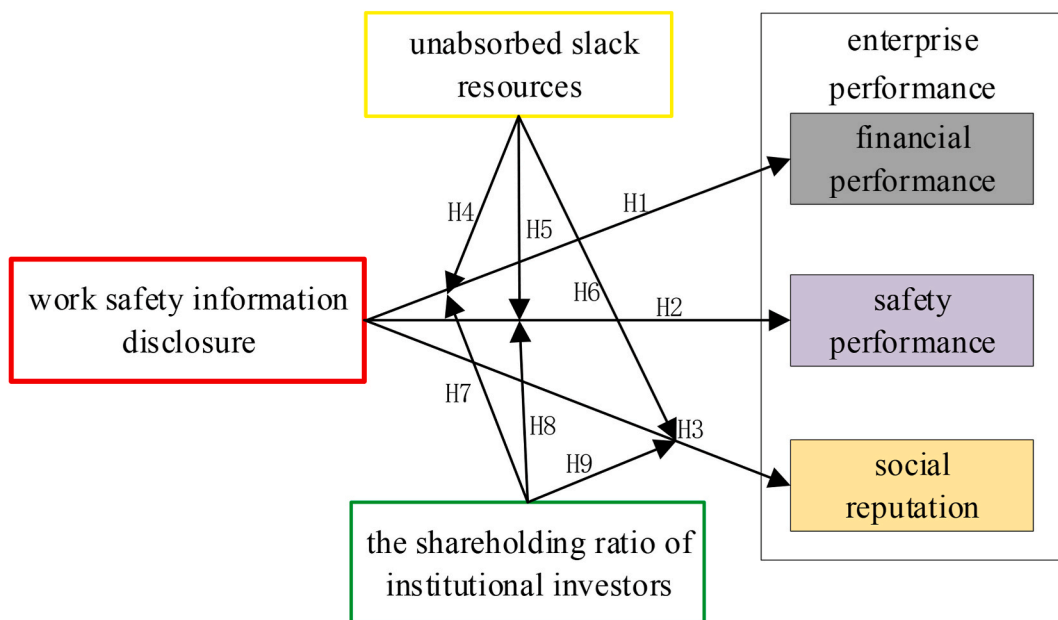 unabsorbed slack
resources
enterprise
performance
financial
performance
H1
H4
H5
H6
work safety information
disclosure
H2
safety
performance
H7
H8
H3
H9
social
reputation
the shareholding ratio of
institutional investors